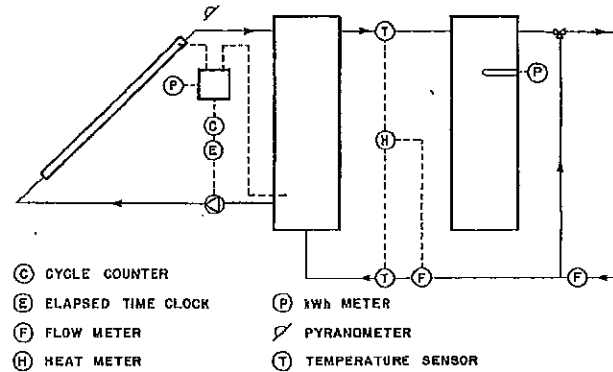 T
P
P
C
H
E
T
F
F
C CYCLE COUNTER
E ELAPSED TIME CLOCK
F FLOW METER
H HEAT METER
P kWh METER
PYRANOMETER
T TEMPERATURE SENSOR